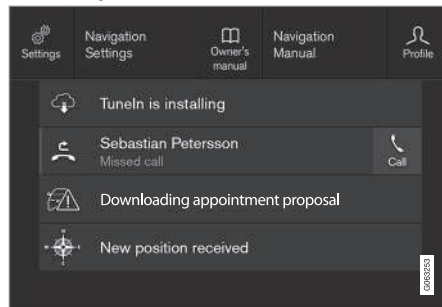 Settings
Navigation
Settings
Owner's
manual
Navigation
Manual
Profile
TuneIn is installing
Sebastian Petersson
Missed call
Call
Downloading appointment proposal
New position received
G063253